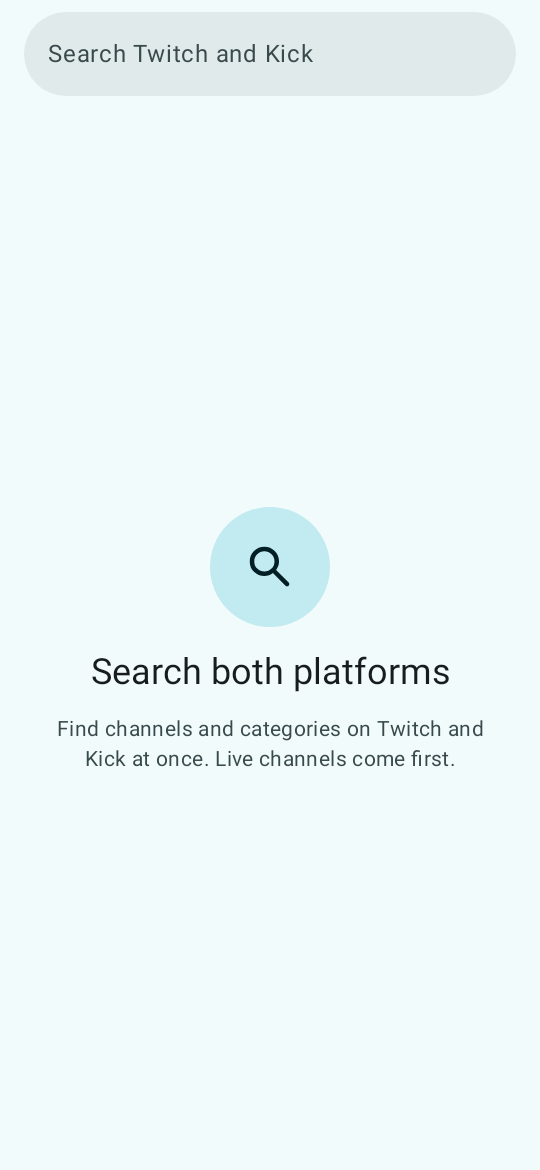 Search Twitch and Kick
Search both platforms
Find channels and categories on Twitch and
Kick at once. Live channels come first.